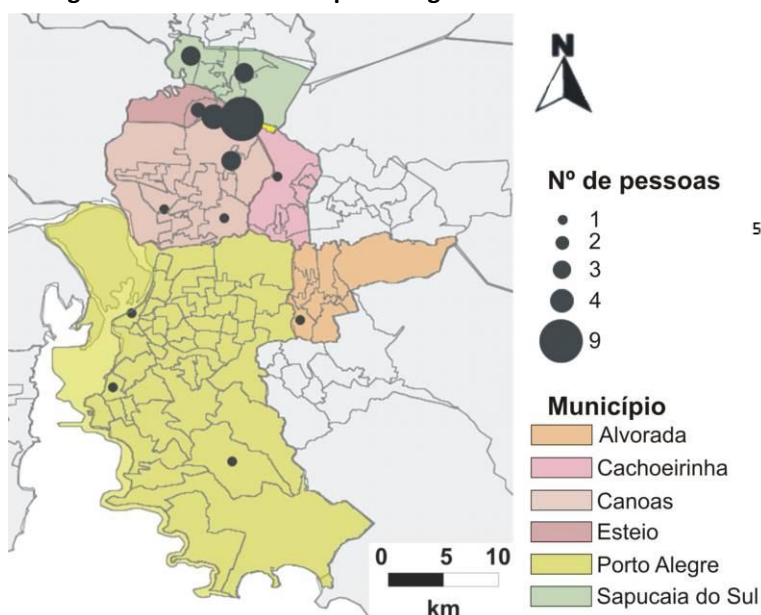 N
Nº de pessoas
1
2
3
4
9
5
Município
Alvorada
Cachoeirinha
Canoas
Esteio
Porto Alegre
Sapucaia do Sul
0 5 10
km